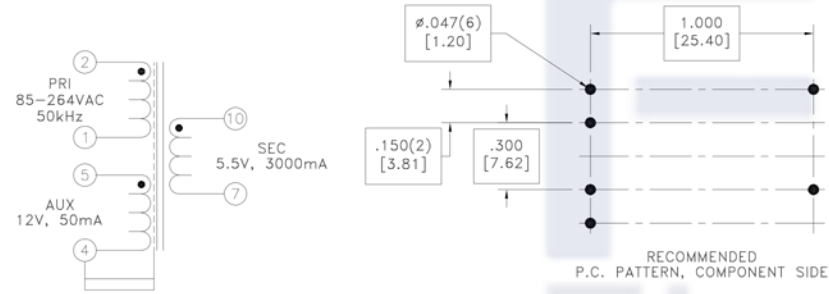 2
PRI
85-264VAC
50kHz
1
5
AUX
12V, 50mA
4
10
SEC
5.5V, 3000mA
7
ø.047(6)
[1.20]
1.000
[25.40]
.150(2)
[3.81]
.300
[7.62]
RECOMMENDED
P.C. PATTERN, COMPONENT SIDE